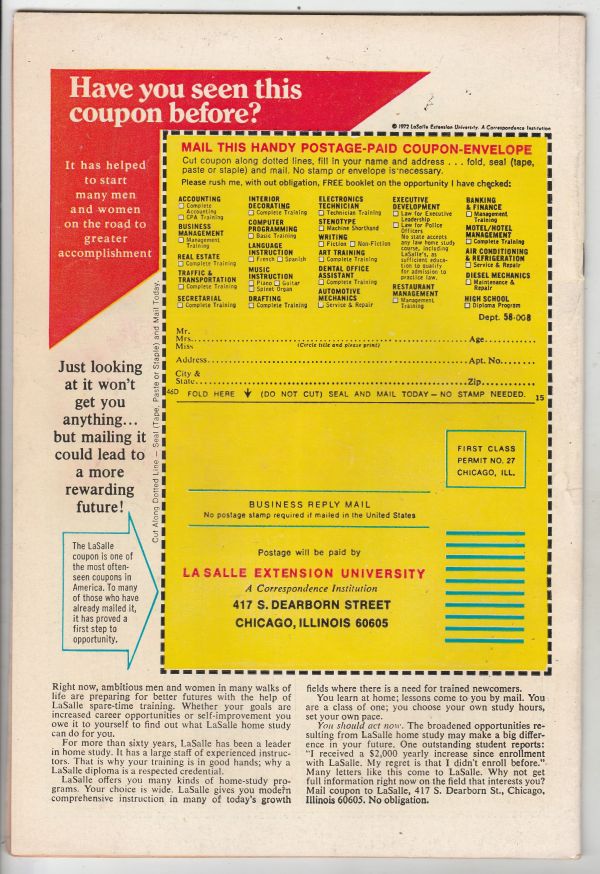 Have you seen this
coupon before?
© 1972 LaSalle Extension University. A Correspondence Institution
It has helped
to start
many men
and women
on the road to
greater
accomplishment
MAIL THIS HANDY POSTAGE-PAID COUPON-ENVELOPE
Cut coupon along dotted lines, fill in your name and address . . . fold, seal (tape,
paste or staple) and mail. No stamp or envelope is necessary.
Please rush me, with out obligation, FREE booklet on the opportunity I have checked:
ACCOUNTING
Complete
Accounting
CPA Training
BUSINESS
MANAGEMENT
Management
Training
REAL ESTATE
Complete Training
TRAFFIC &
TRANSPORTATION
Complete Training
SECRETARIAL
Complete Training
INTERIOR
DECORATING
Complete Training
COMPUTER
PROGRAMMING
Basic Training
LANGUAGE
INSTRUCTION
French Spanish
MUSIC
INSTRUCTION
Piano Guitar
Spinet Organ
DRAFTING
Complete Training
ELECTRONICS
TECHNICIAN
Technician Training
STENOTYPE
Machine Shorthand
WRITING
Fiction Non-Fiction
ART TRAINING
Complete Training
DENTAL OFFICE
ASSISTANT
Complete Training
AUTOMOTIVE
MECHANICS
Service & Repair
EXECUTIVE
DEVELOPMENT
Law for Executive
Leadership
Law for Police
Officers
No state accepts
any law home study
course, including
LaSalle's, as
sufficient educa-
tion to qualify
for admission to
practice law.
RESTAURANT
MANAGEMENT
Management
Training
BANKING
& FINANCE
Management
Training
MOTEL/HOTEL
MANAGEMENT
Complete Training
AIR CONDITIONING
& REFRIGERATION
Service & Repair
DIESEL MECHANICS
Maintenance &
Repair
HIGH SCHOOL
Diploma Program
Dept. 58-008
Mr.
Mrs. Age
Miss (Circle title and please print)
Address Apt. No.
City &
State Zip
46D FOLD HERE (DO NOT CUT) SEAL AND MAIL TODAY — NO STAMP NEEDED. 15
Cut Along Dotted Line — Seal (Tape, Paste or Staple) and Mail Today.
Just looking
at it won't
get you
anything...
but mailing it
could lead to
a more
rewarding
future!
The LaSalle
coupon is one of
the most often-
seen coupons in
America. To many
of those who have
already mailed it,
it has proved a
first step to
opportunity.
FIRST CLASS
PERMIT NO. 27
CHICAGO, ILL.
BUSINESS REPLY MAIL
No postage stamp required if mailed in the United States
Postage will be paid by
LA SALLE EXTENSION UNIVERSITY
A Correspondence Institution
417 S. DEARBORN STREET
CHICAGO, ILLINOIS 60605
Right now, ambitious men and women in many walks of
life are preparing for better futures with the help of
LaSalle spare-time training. Whether your goals are
increased career opportunities or self-improvement you
owe it to yourself to find out what LaSalle home study
can do for you.
For more than sixty years, LaSalle has been a leader
in home study. It has a large staff of experienced instruc-
tors. That is why your training is in good hands; why a
LaSalle diploma is a respected credential.
LaSalle offers you many kinds of home-study pro-
grams. Your choice is wide. LaSalle gives you modern
comprehensive instruction in many of today's growth
fields where there is a need for trained newcomers.
You learn at home; lessons come to you by mail. You
are a class of one; you choose your own study hours,
set your own pace.
You should act now. The broadened opportunities re-
sulting from LaSalle home study may make a big differ-
ence in your future. One outstanding student reports:
"I received a $2,000 yearly increase since enrollment
with LaSalle. My regret is that I didn't enroll before."
Many letters like this come to LaSalle. Why not get
full information right now on the field that interests you?
Mail coupon to LaSalle, 417 S. Dearborn St., Chicago,
Illinois 60605. No obligation.